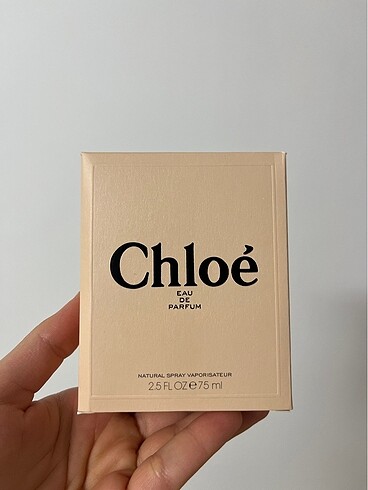 Chloé
EAU
DE
PARFUM
NATURAL SPRAY VAPORISATEUR
2.5 FL OZ ℮ 75 ml